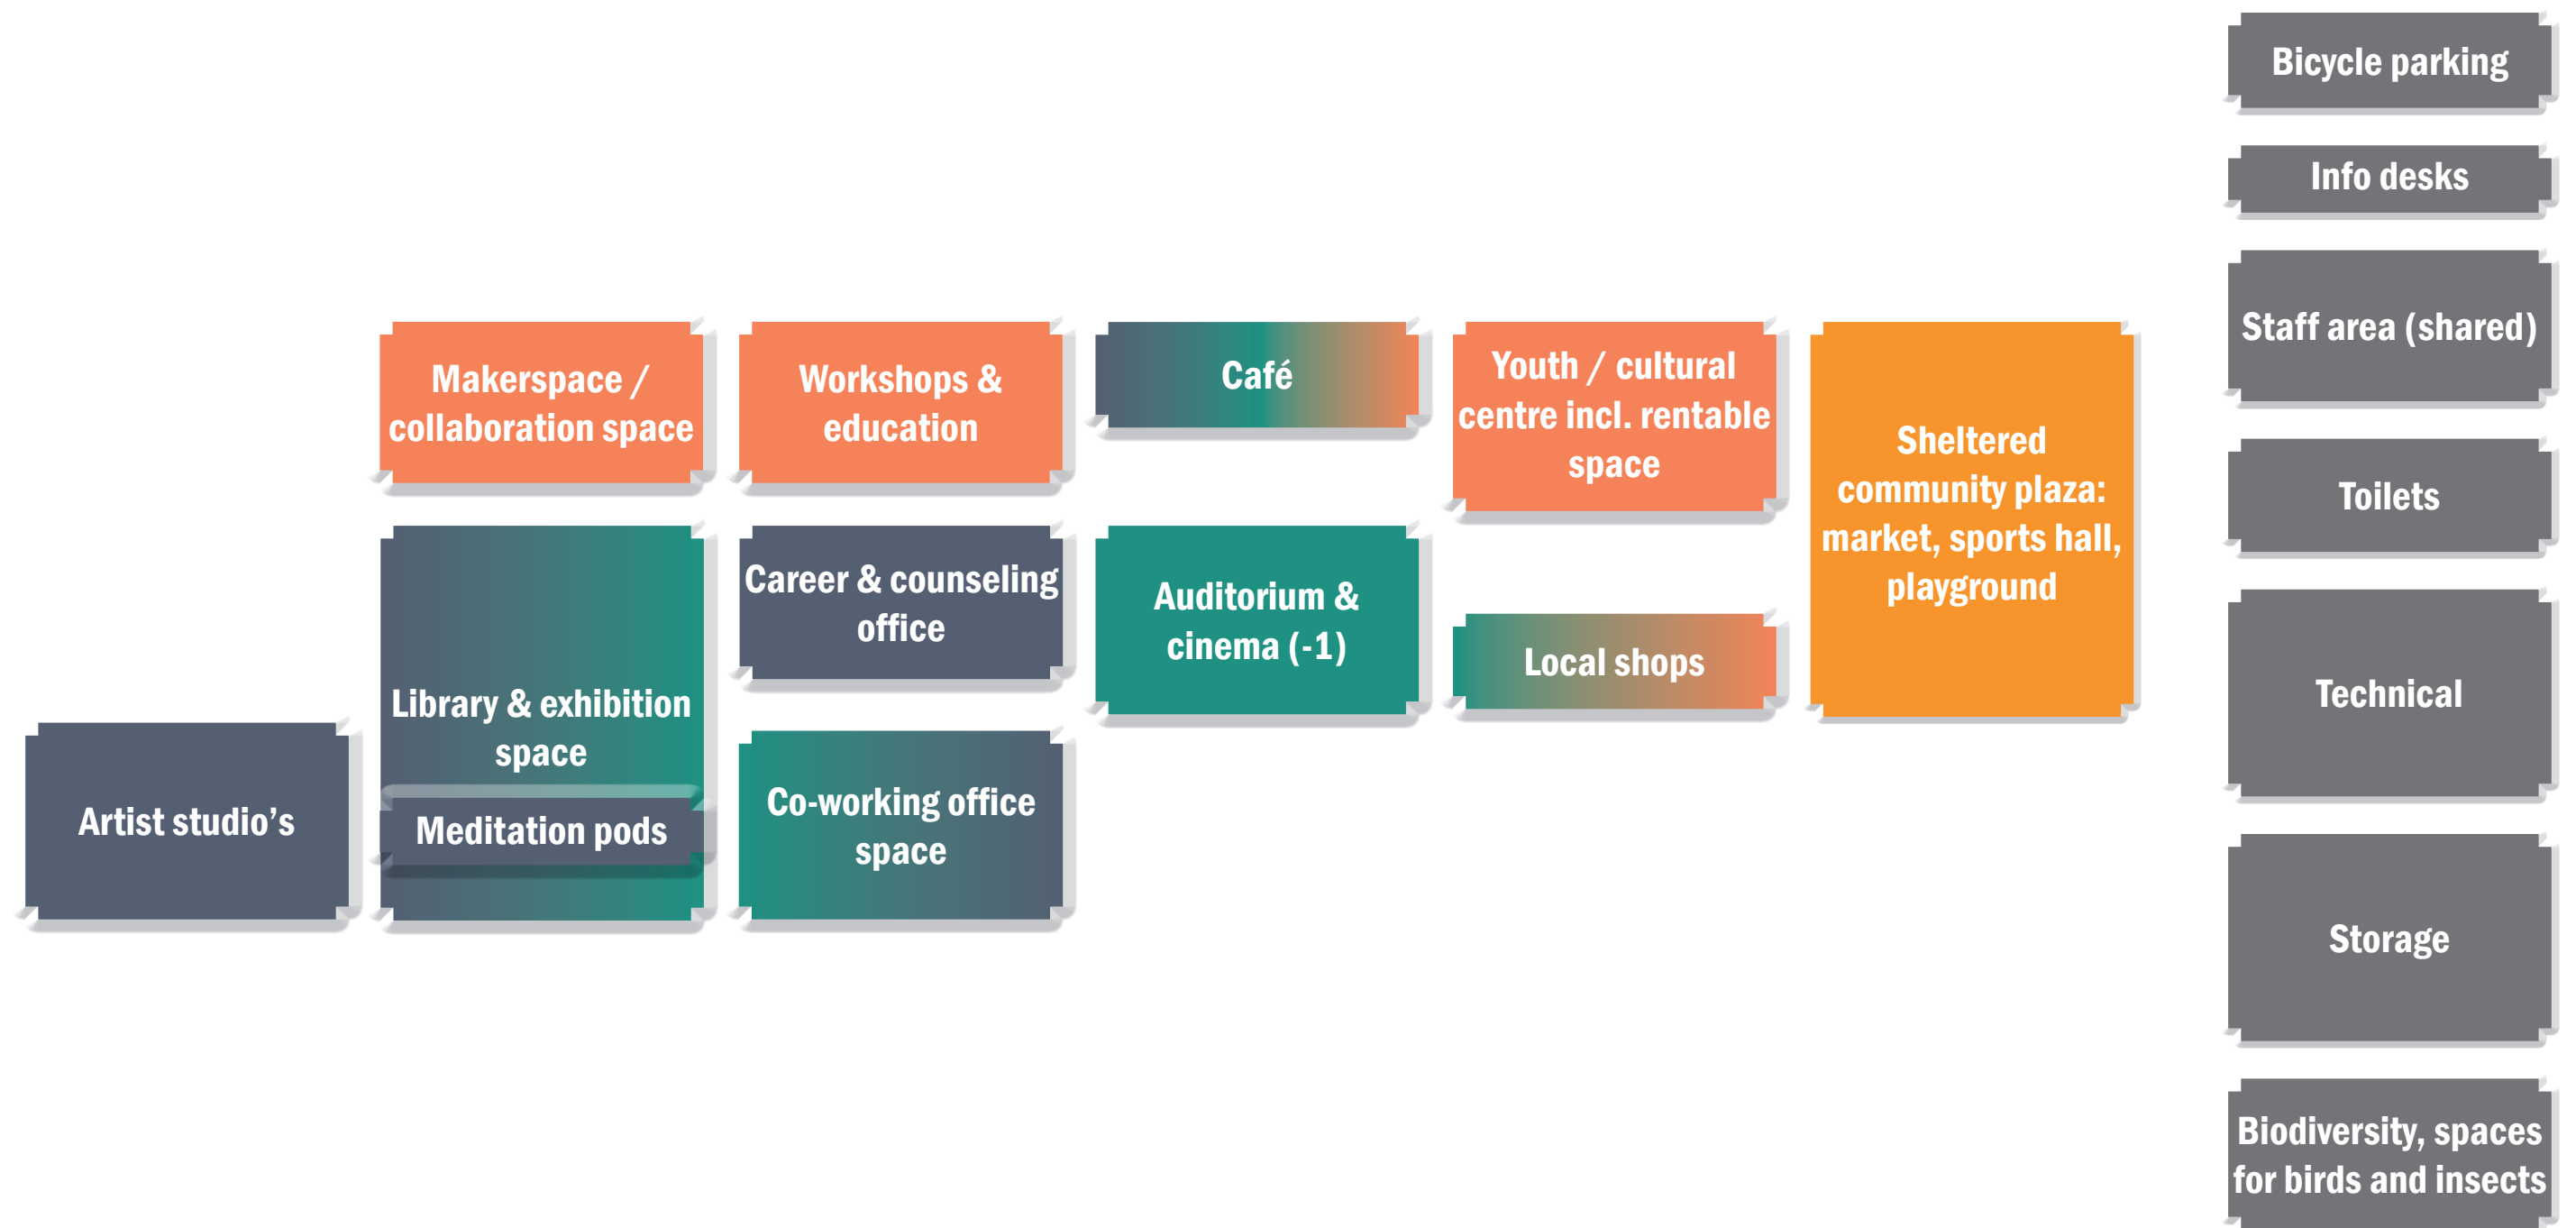 Bicycle parking
Info desks
Staff area (shared)
Toilets
Technical
Storage
Biodiversity, spaces
for birds and insects
Makerspace /
collaboration space
Workshops &
education
Café
Youth / cultural
centre incl. rentable
space
Sheltered
community plaza:
market, sports hall,
playground
Library & exhibition
space
Meditation pods
Career & counseling
office
Auditorium &
cinema (-1)
Local shops
Artist studio’s
Co-working office
space